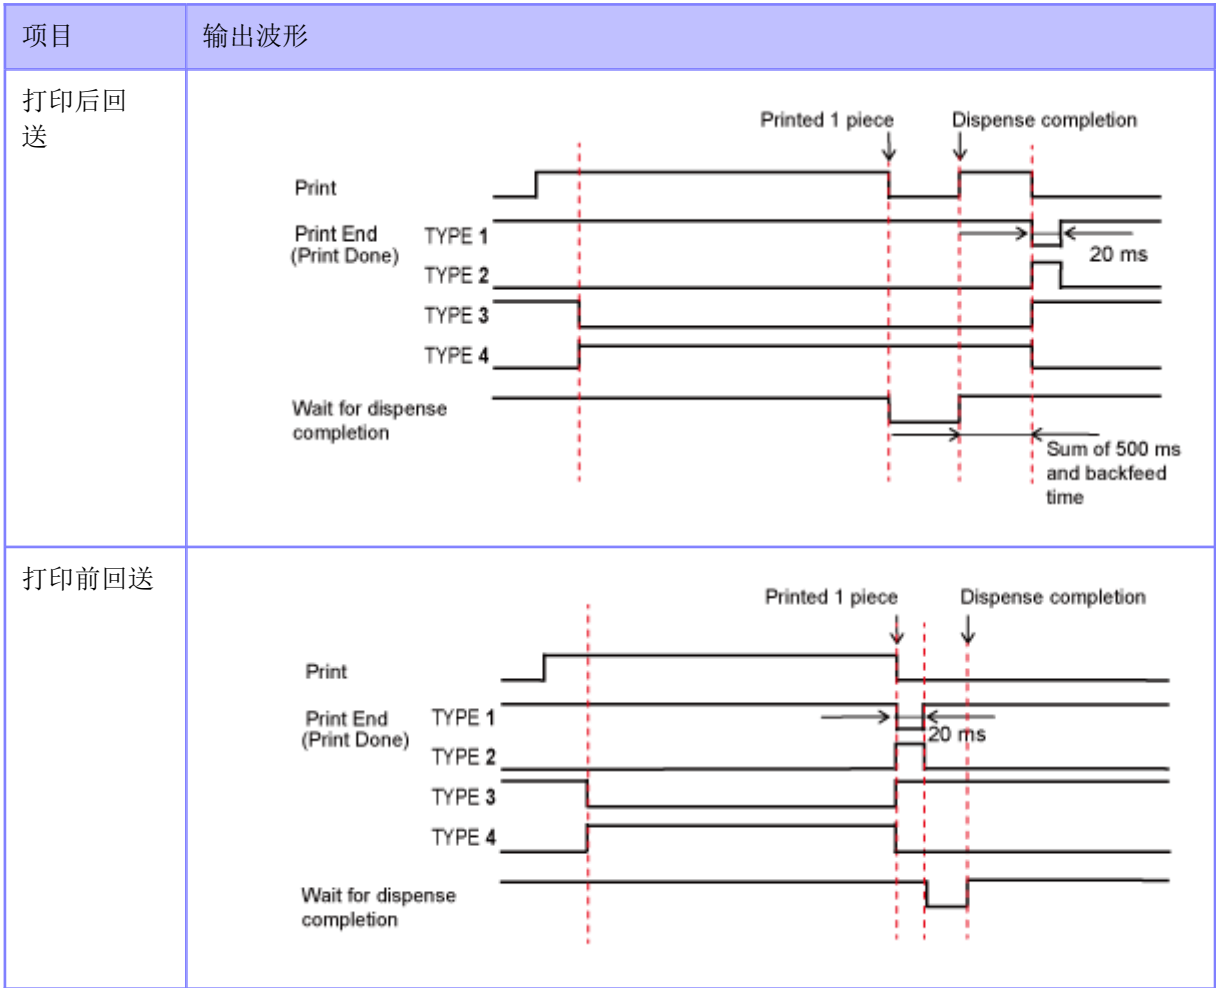 项目
输出波形
打印后回
送
Printed 1 piece
Dispense completion
Print
Print End
(Print Done)
TYPE 1
20 ms
TYPE 2
TYPE 3
TYPE 4
Wait for dispense
completion
Sum of 500 ms
and backfeed
time
打印前回送
Printed 1 piece
Dispense completion
Print
Print End
(Print Done)
TYPE 1
20 ms
TYPE 2
TYPE 3
TYPE 4
Wait for dispense
completion